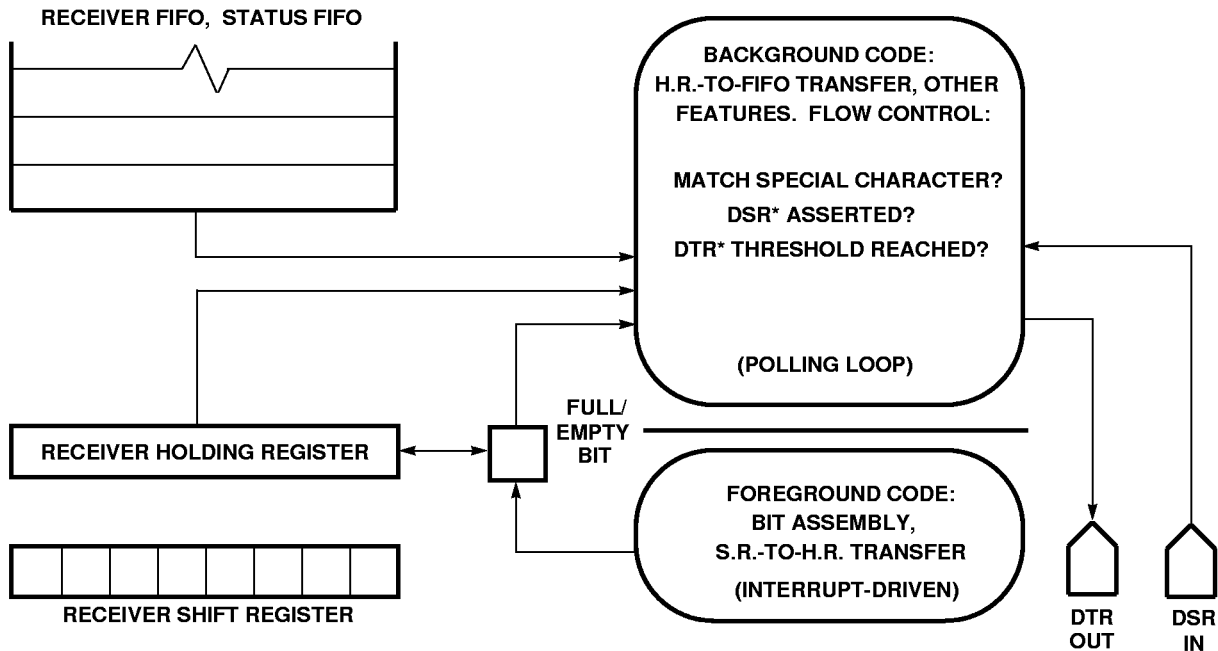 RECEIVER FIFO, STATUS FIFO
BACKGROUND CODE:
H.R.-TO-FIFO TRANSFER, OTHER
FEATURES. FLOW CONTROL:
MATCH SPECIAL CHARACTER?
DSR* ASSERTED?
DTR* THRESHOLD REACHED?
(POLLING LOOP)
FULL/
EMPTY
BIT
RECEIVER HOLDING REGISTER
FOREGROUND CODE:
BIT ASSEMBLY,
S.R.-TO-H.R. TRANSFER
(INTERRUPT-DRIVEN)
RECEIVER SHIFT REGISTER
DTR
OUT
DSR
IN